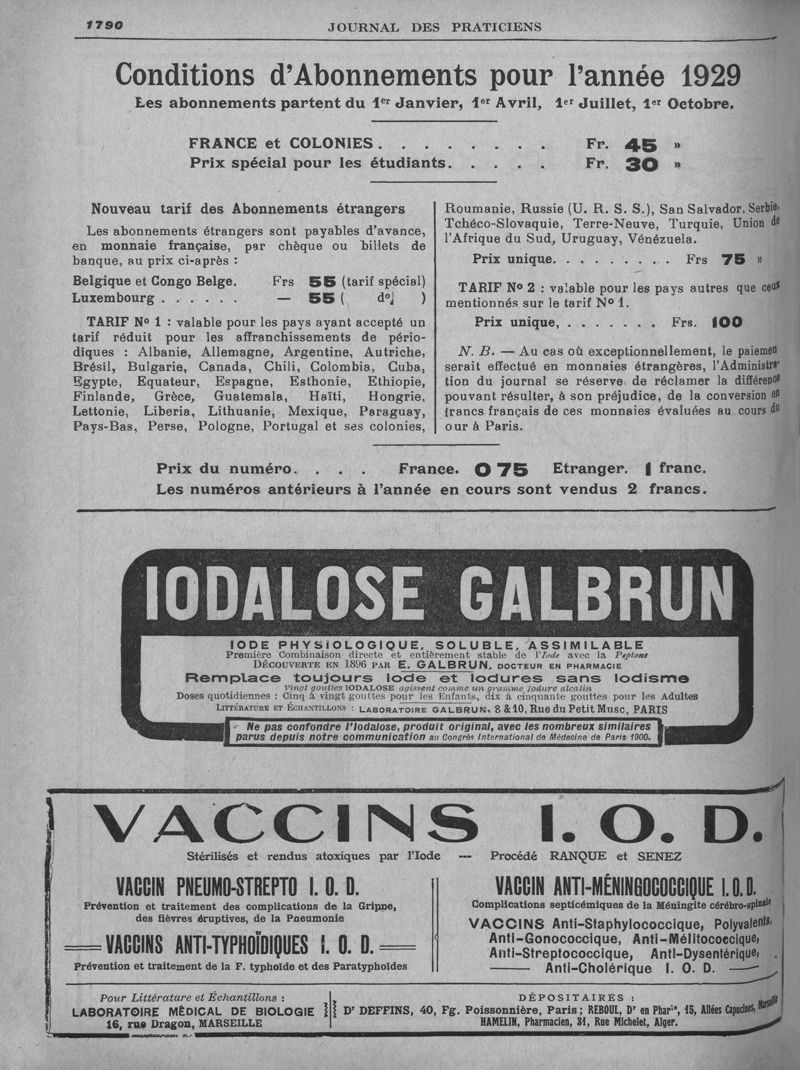 1790
JOURNAL DES PRATICIENS
Conditions d'Abonnements pour l'année 1929
Les abonnements partent du 1er Janvier, 1er Avril, 1er Juillet, 1er Octobre.
FRANCE et COLONIES . . . . . . . . Fr. 45 »
Prix spécial pour les étudiants. . . . . Fr. 30 »
Nouveau tarif des Abonnements étrangers
Les abonnements étrangers sont payables d'avance,
en monnaie française, par chèque ou billets de
banque, au prix ci-après :
Belgique et Congo Belge. Frs 55 (tarif spécial)
Luxembourg . . . . . . — 55 ( do )
TARIF No 1 : valable pour les pays ayant accepté un
tarif réduit pour les affranchissements de pério-
diques : Albanie, Allemagne, Argentine, Autriche,
Brésil, Bulgarie, Canada, Chili, Colombia, Cuba,
Egypte, Equateur, Espagne, Esthonie, Ethiopie,
Finlande, Grèce, Guatemala, Haïti, Hongrie,
Lettonie, Liberia, Lithuanie, Mexique, Paraguay,
Pays-Bas, Perse, Pologne, Portugal et ses colonies,
Roumanie, Russie (U. R. S. S.), San Salvador, Serbie,
Tchéco-Slovaquie, Terre-Neuve, Turquie, Union de
l'Afrique du Sud, Uruguay, Vénézuela.
Prix unique. . . . . . . . . Frs 75 »
TARIF No 2 : valable pour les pays autres que ceux
mentionnés sur le tarif No 1.
Prix unique, . . . . . . . Frs. 100
N. B. — Au cas où exceptionnellement, le paiemen
serait effectué en monnaies étrangères, l'Administra-
tion du journal se réserve de réclamer la différence
pouvant résulter, à son préjudice, de la conversion en
francs français de ces monnaies évaluées au cours du
our à Paris.
Prix du numéro. . . . France. 0 75 Etranger. 1 franc.
Les numéros antérieurs à l'année en cours sont vendus 2 francs.
IODALOSE GALBRUN
IODE PHYSIOLOGIQUE, SOLUBLE, ASSIMILABLE
Première Combinaison directe et entièrement stable de l'Iode avec la Peptone
DÉCOUVERTE EN 1896 PAR E. GALBRUN, DOCTEUR EN PHARMACIE
Remplace toujours Iode et Iodures sans Iodisme
Vingt gouttes IODALOSE agissent comme un gramme Iodure alcalin
Doses quotidiennes : Cinq à vingt gouttes pour les Enfants, dix à cinquante gouttes pour les Adultes
LITTÉRATURE ET ÉCHANTILLONS : LABORATOIRE GALBRUN, 8 & 10, Rue du Petit Musc, PARIS
Ne pas confondre l'Iodalose, produit original, avec les nombreux similaires
parus depuis notre communication au Congrès International de Médecine de Paris 1900.
VACCINS I. O. D.
Stérilisés et rendus atoxiques par l'Iode — Procédé RANQUE et SENEZ
VACCIN PNEUMO-STREPTO I. O. D.
Prévention et traitement des complications de la Grippe,
des fièvres éruptives, de la Pneumonie
VACCINS ANTI-TYPHOÏDIQUES I. O. D.
Prévention et traitement de la F. typhoïde et des Paratyphoïdes
VACCIN ANTI-MÉNINGOCOCCIQUE I.O.D.
Complications septicémiques de la Méningite cérébro-spinale
VACCINS Anti-Staphylococcique, Polyvalents,
Anti-Gonococcique, Anti-Mélitococcique,
Anti-Streptococcique, Anti-Dysentérique,
Anti-Cholérique I. O. D.
Pour Littérature et Échantillons :
LABORATOIRE MÉDICAL DE BIOLOGIE
16, rue Dragon, MARSEILLE
DÉPOSITAIRES :
Dr DEFFINS, 40, Fg. Poissonnière, Paris ; REBOUL, Dr en Pharie, 15, Allées Capucines, Marseille
HAMELIN, Pharmacien, 31, Rue Michelet, Alger.